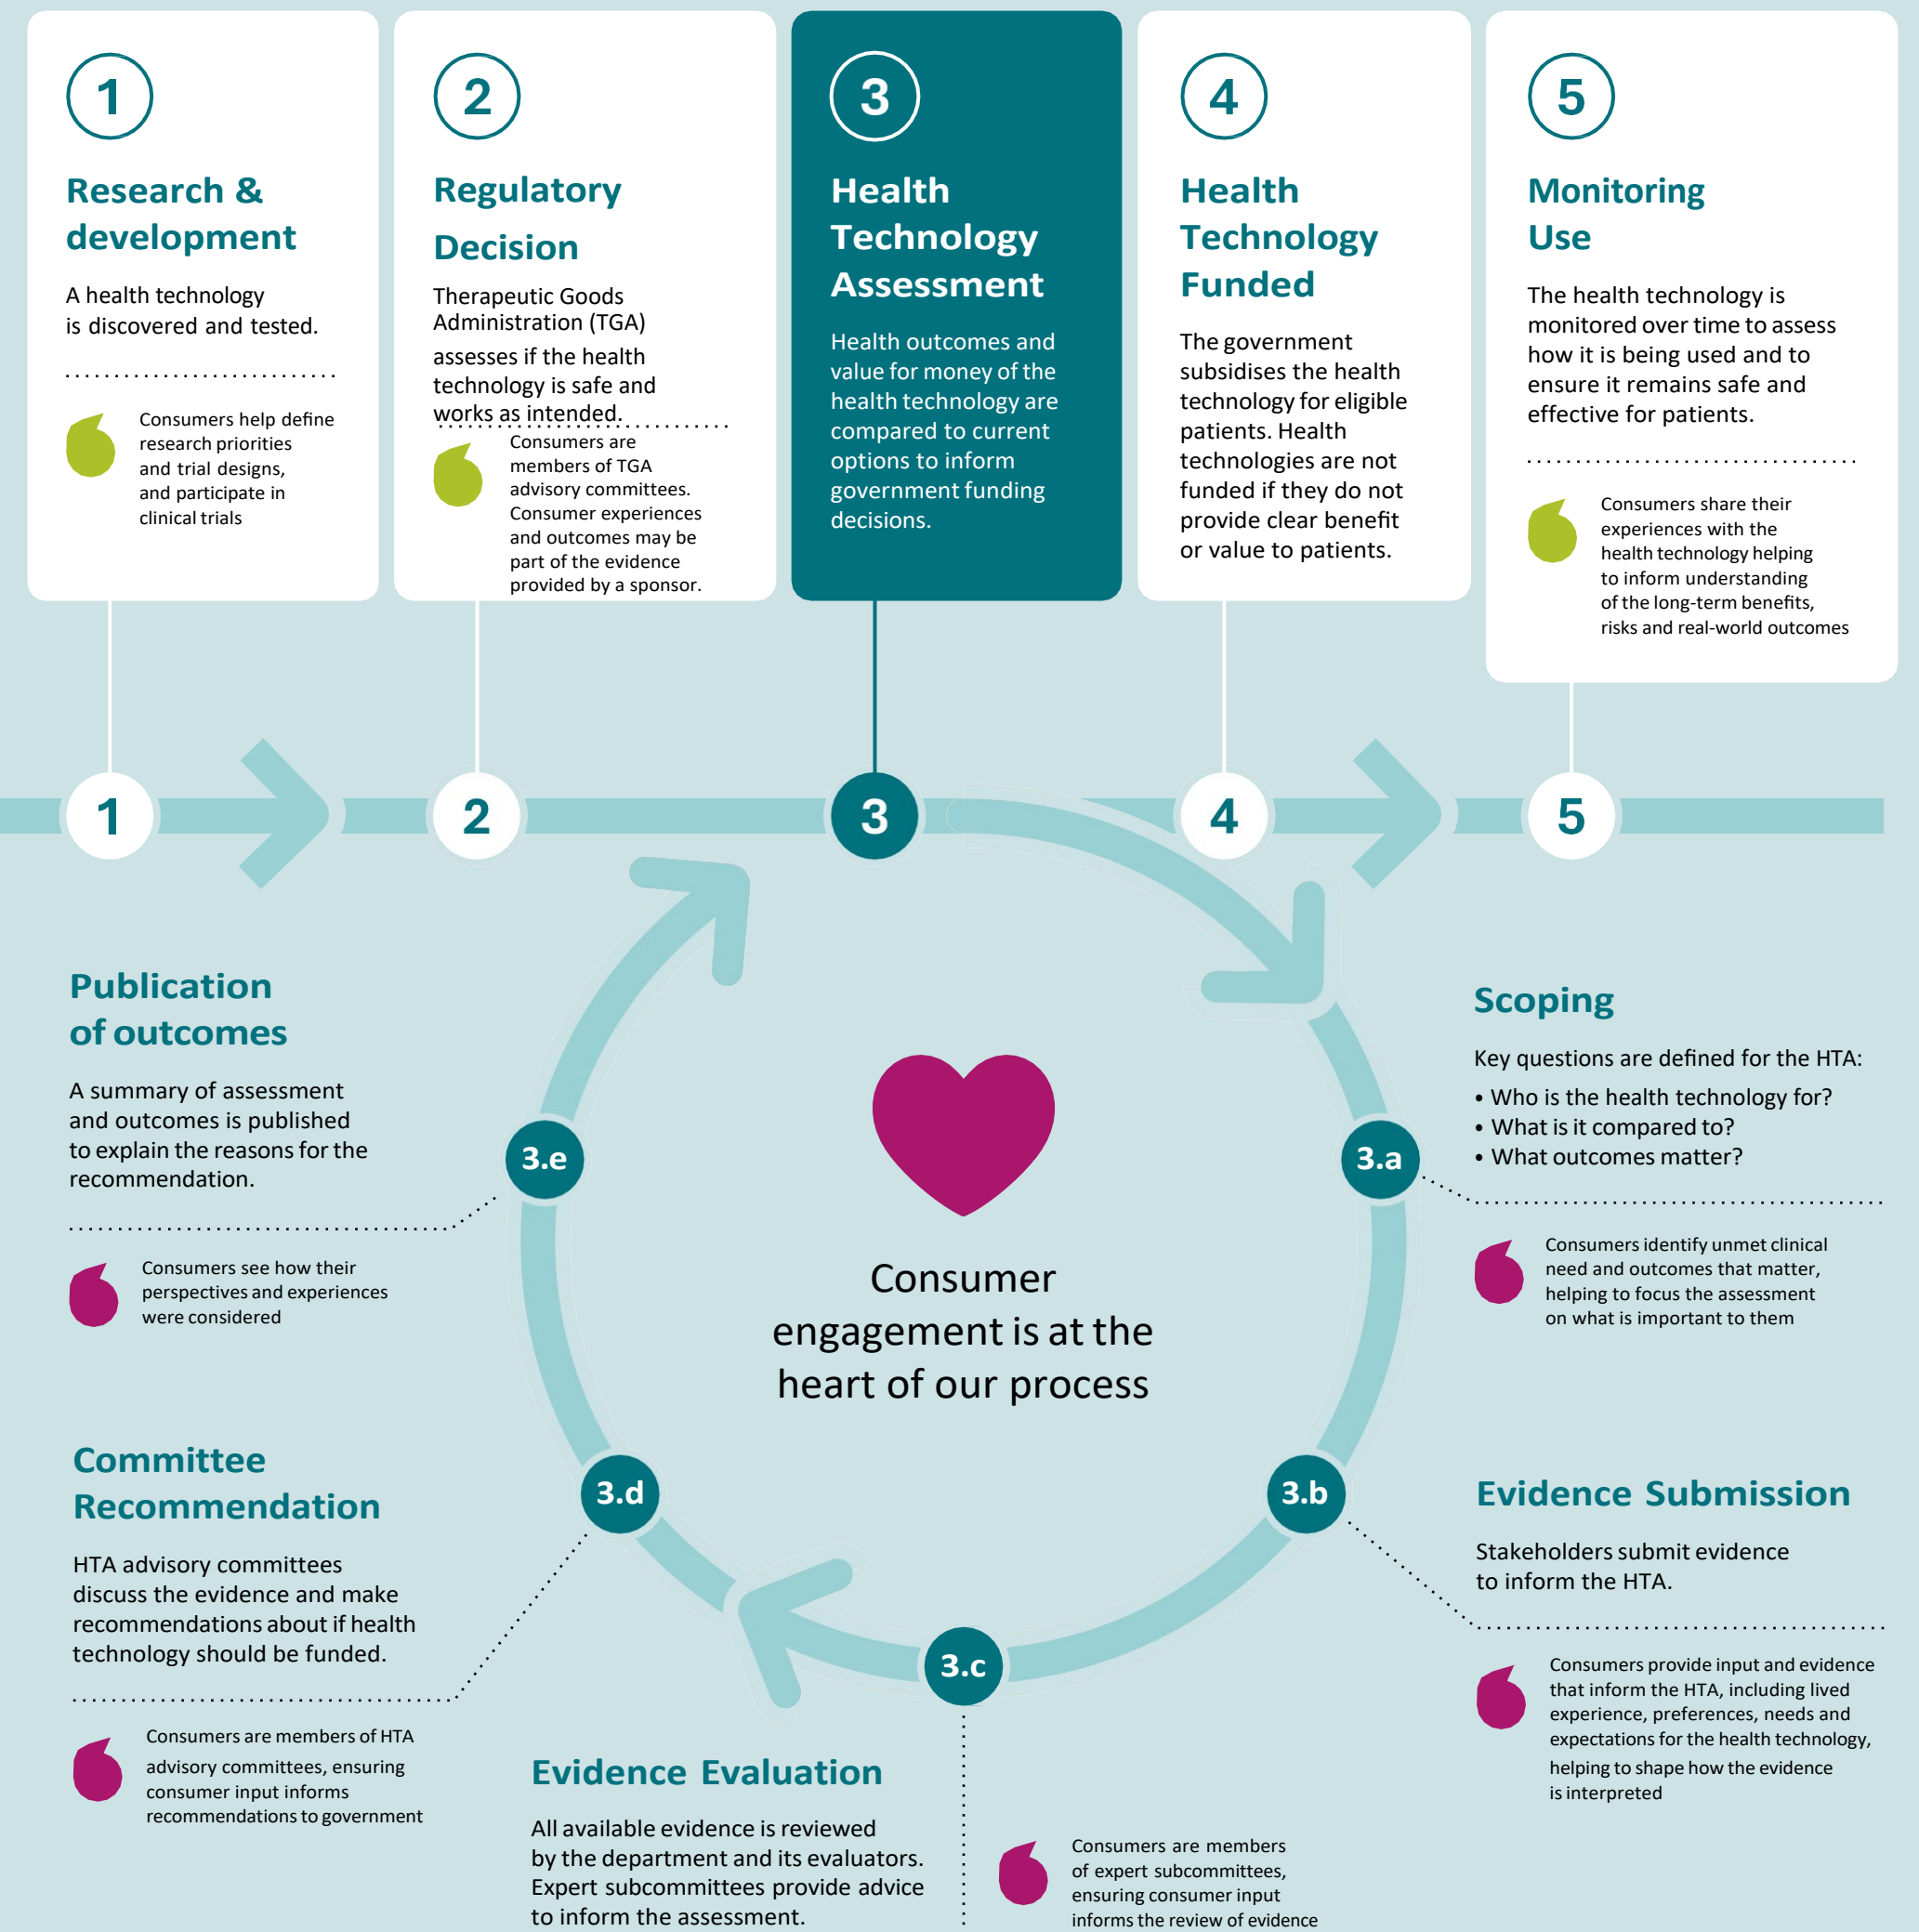 1
Research &
development
A health technology
is discovered and tested.
Consumers help define
research priorities
and trial designs,
and participate in
clinical trials
2
Regulatory
Decision
Therapeutic Goods
Administration (TGA)
assesses if the health
technology is safe and
works as intended.
Consumers are
members of TGA
advisory committees.
Consumer experiences
and outcomes may be
part of the evidence
provided by a sponsor.
3
Health
Technology
Assessment
Health outcomes and
value for money of the
health technology are
compared to current
options to inform
government funding
decisions.
4
Health
Technology
Funded
The government
subsidises the health
technology for eligible
patients. Health
technologies are not
funded if they do not
provide clear benefit
or value to patients.
5
Monitoring
Use
The health technology is
monitored over time to assess
how it is being used and to
ensure it remains safe and
effective for patients.
Consumers share their
experiences with the
health technology helping
to inform understanding
of the long-term benefits,
risks and real-world outcomes
1
2
3
4
5
Scoping
Key questions are defined for the HTA:
• Who is the health technology for?
• What is it compared to?
• What outcomes matter?
3.a
Consumers identify unmet clinical
need and outcomes that matter,
helping to focus the assessment
on what is important to them
3.b
Evidence Submission
Stakeholders submit evidence
to inform the HTA.
Consumers provide input and evidence
that inform the HTA, including lived
experience, preferences, needs and
expectations for the health technology,
helping to shape how the evidence
is interpreted
3.c
Evidence Evaluation
All available evidence is reviewed
by the department and its evaluators.
Expert subcommittees provide advice
to inform the assessment.
Consumers are members
of expert subcommittees,
ensuring consumer input
informs the review of evidence
3.d
Committee
Recommendation
HTA advisory committees
discuss the evidence and make
recommendations about if health
technology should be funded.
Consumers are members of HTA
advisory committees, ensuring
consumer input informs
recommendations to government
3.e
Publication
of outcomes
A summary of assessment
and outcomes is published
to explain the reasons for the
recommendation.
Consumers see how their
perspectives and experiences
were considered
Consumer
engagement is at the
heart of our process